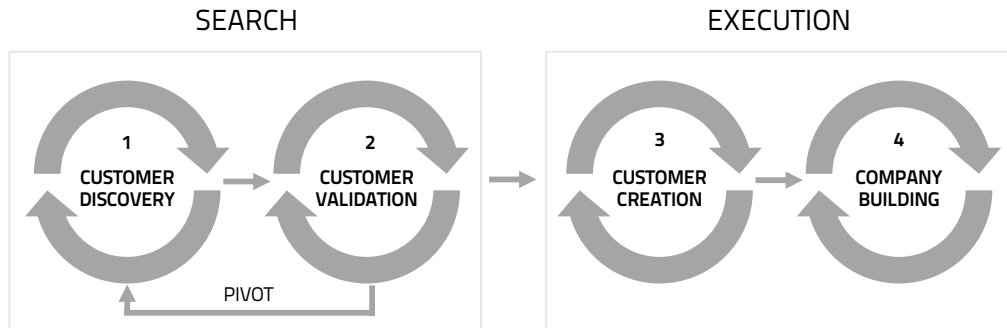 SEARCH
EXECUTION
1
CUSTOMER
DISCOVERY
2
CUSTOMER
VALIDATION
3
CUSTOMER
CREATION
4
COMPANY
BUILDING
PIVOT